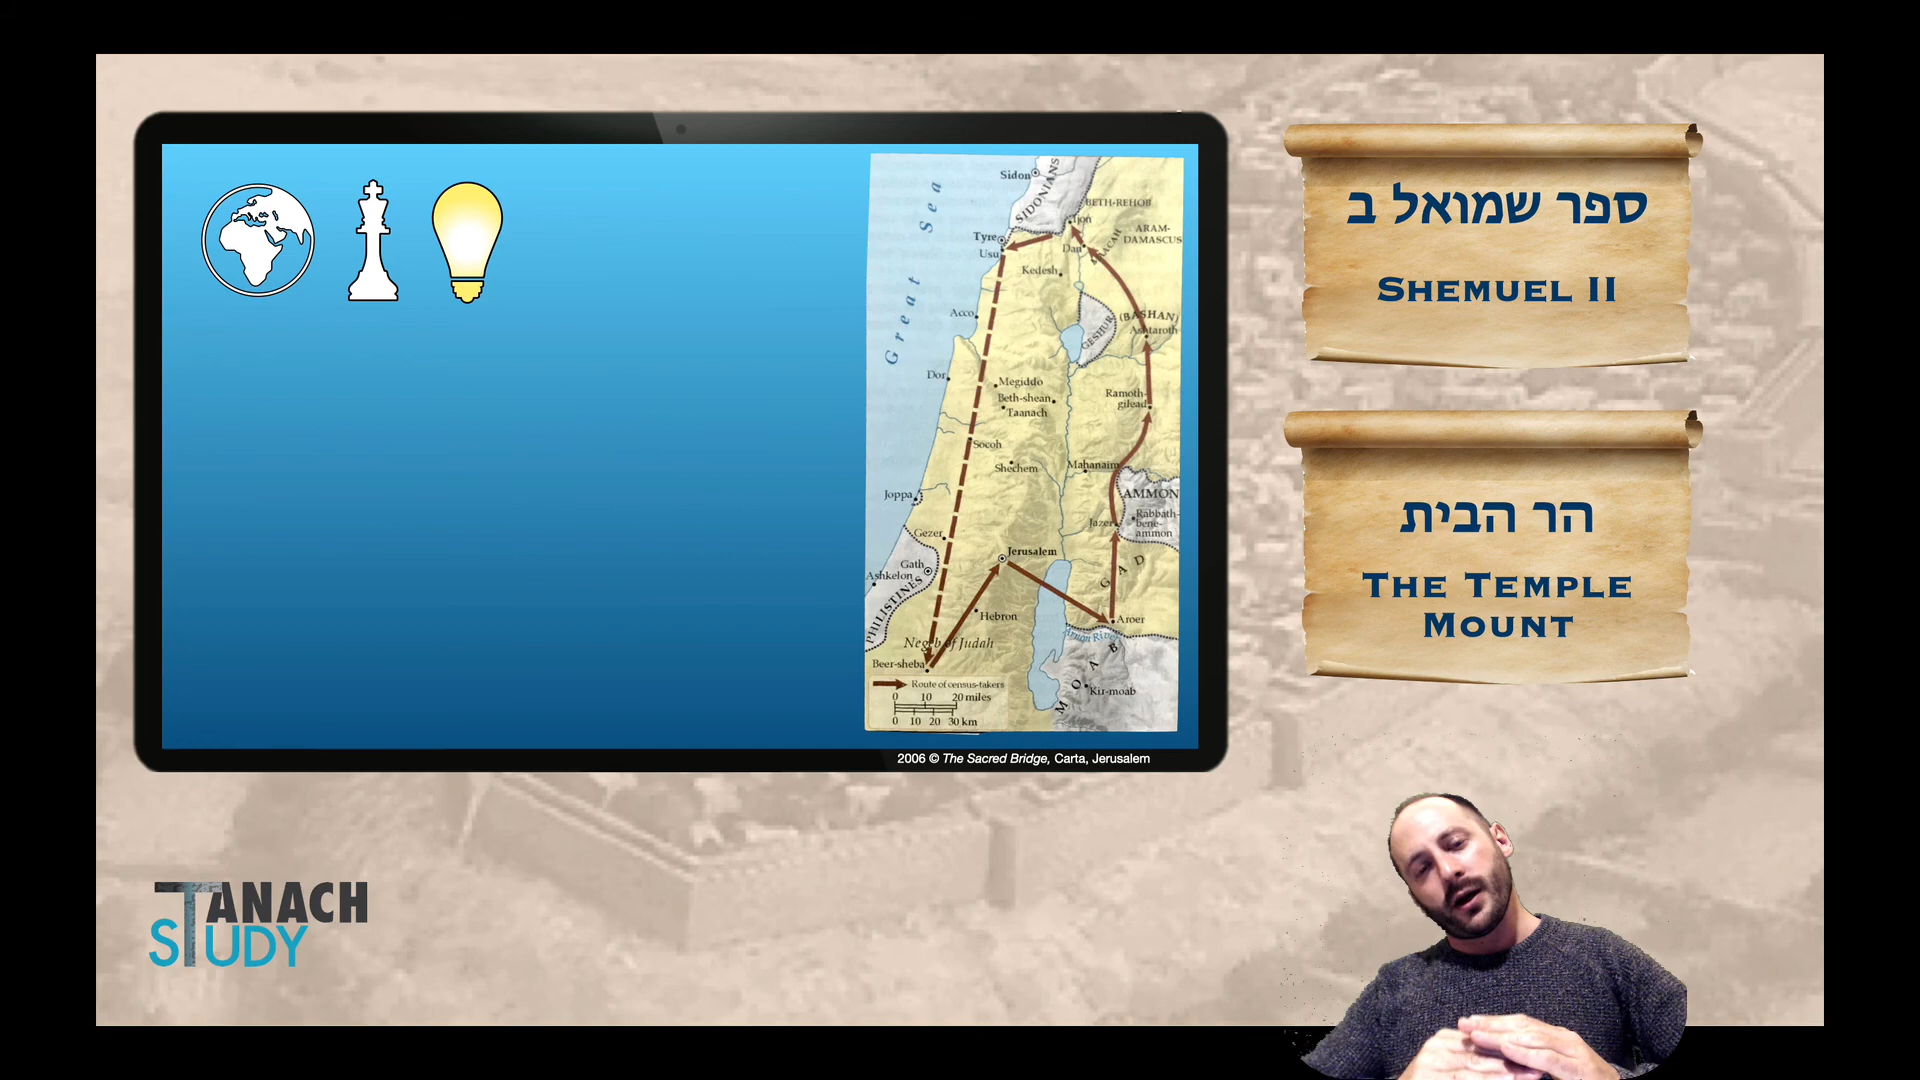 ספר שמואל ב
SHEMUEL II
הר הבית
THE TEMPLE
MOUNT
Great Sea
Sidon
SIDONIANS
BETH-REHOB
Ijon
Tyre
ARAM-
DAMASCUS
Usu
Dan
MAACAH
Kedesh
Acco
(BASHAN)
GESHUR
Ashtaroth
Dor
Megiddo
Beth-shean
Taanach
Ramoth-
gilead
Socoh
Shechem
Mahanaim
Joppa
AMMON
Rabbath-
bene-
ammon
Jazer
Gezer
Jerusalem
GAD
Gath
Ashkelon
PHILISTINES
Hebron
Aroer
Arnon River
Negeb of Judah
MOAB
Beer-sheba
Kir-moab
Route of census-takers
0 10 20 miles
0 10 20 30 km
2006 © The Sacred Bridge, Carta, Jerusalem
TANACH
STUDY